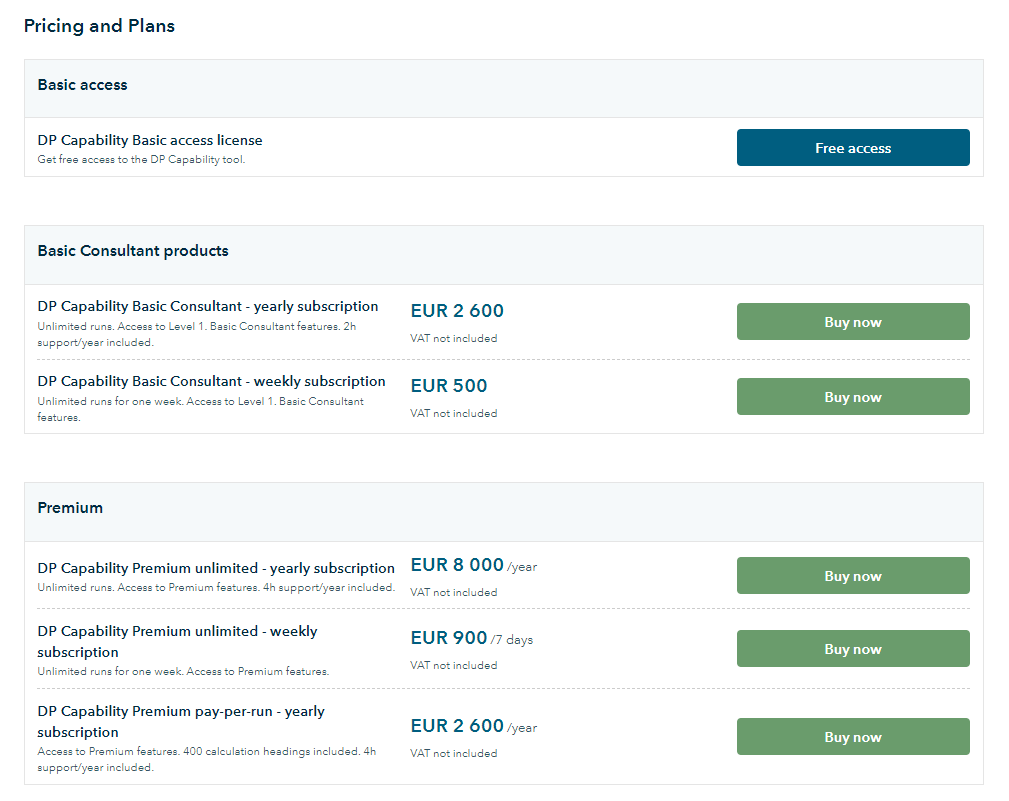 Pricing and Plans
Basic access
DP Capability Basic access license
Get free access to the DP Capability tool.
Free access
Basic Consultant products
DP Capability Basic Consultant - yearly subscription
Unlimited runs. Access to Level 1. Basic Consultant features. 2h
support/year included.
EUR 2 600
VAT not included
Buy now
DP Capability Basic Consultant - weekly subscription
Unlimited runs for one week. Access to Level 1. Basic Consultant
features.
EUR 500
VAT not included
Buy now
Premium
DP Capability Premium unlimited - yearly subscription
Unlimited runs. Access to Premium features. 4h support/year included.
EUR 8 000 /year
VAT not included
Buy now
DP Capability Premium unlimited - weekly
subscription
Unlimited runs for one week. Access to Premium features.
EUR 900 /7 days
VAT not included
Buy now
DP Capability Premium pay-per-run - yearly
subscription
Access to Premium features. 400 calculation headings included. 4h
support/year included.
EUR 2 600 /year
VAT not included
Buy now